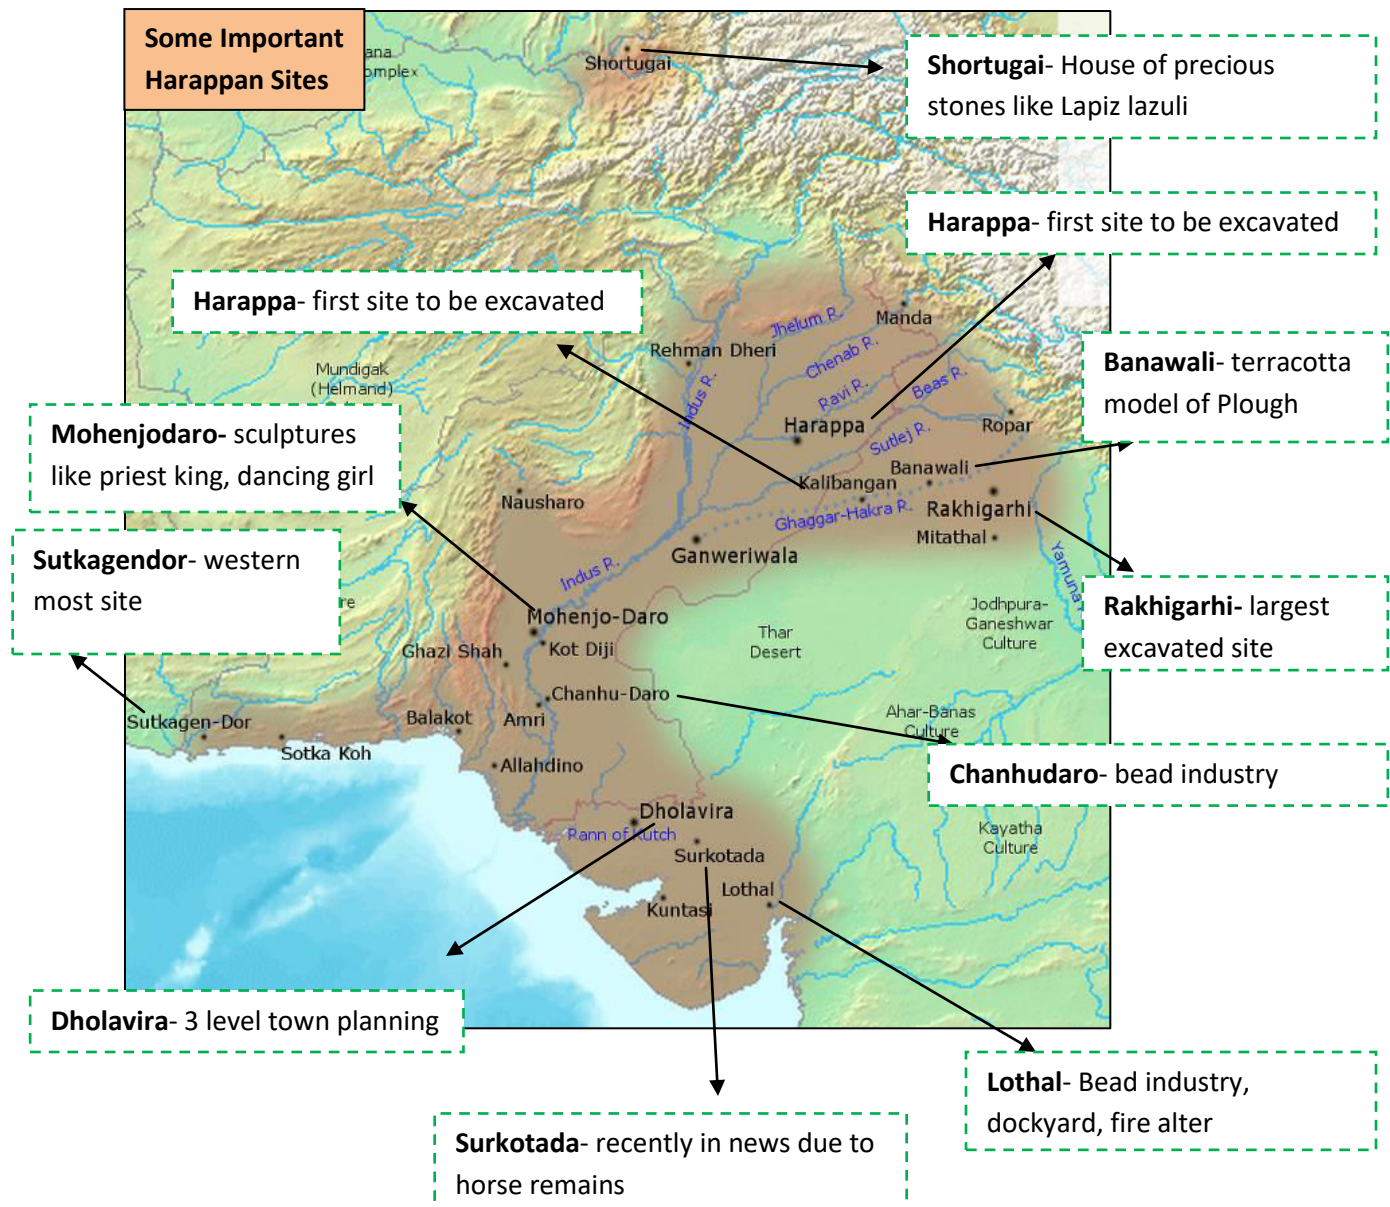 Some Important
Harappan Sites
ana
omplex
Shortugai
Shortugai- House of precious
stones like Lapiz lazuli
Harappa- first site to be excavated
Harappa- first site to be excavated
Jhelum R.
Manda
Rehman Dheri
Chenab R.
Mundigak
(Helmand)
Indus R.
Ravi R.
Beas R.
Banawali- terracotta
model of Plough
Mohenjodaro- sculptures
like priest king, dancing girl
Harappa
Sutlej R.
Ropar
Banawali
Kalibangan
Nausharo
Ghaggar-Hakra R.
Rakhigarhi
Mitathal
Ganweriwala
Sutkagendor- western
most site
re
Indus R.
Yamuna
Mohenjo-Daro
Kot Diji
Ghazi Shah
Thar
Desert
Jodhpura-
Ganeshwar
Culture
Rakhigarhi- largest
excavated site
Chanhu-Daro
Amri
Balakot
Sutkagen-Dor
Sotka Koh
Allahdino
Ahar-Banas
Culture
Chanhudaro- bead industry
Dholavira
Rann of Kutch
Surkotada
Kayatha
Culture
Lothal
Kuntasi
Dholavira- 3 level town planning
Lothal- Bead industry,
dockyard, fire alter
Surkotada- recently in news due to
horse remains